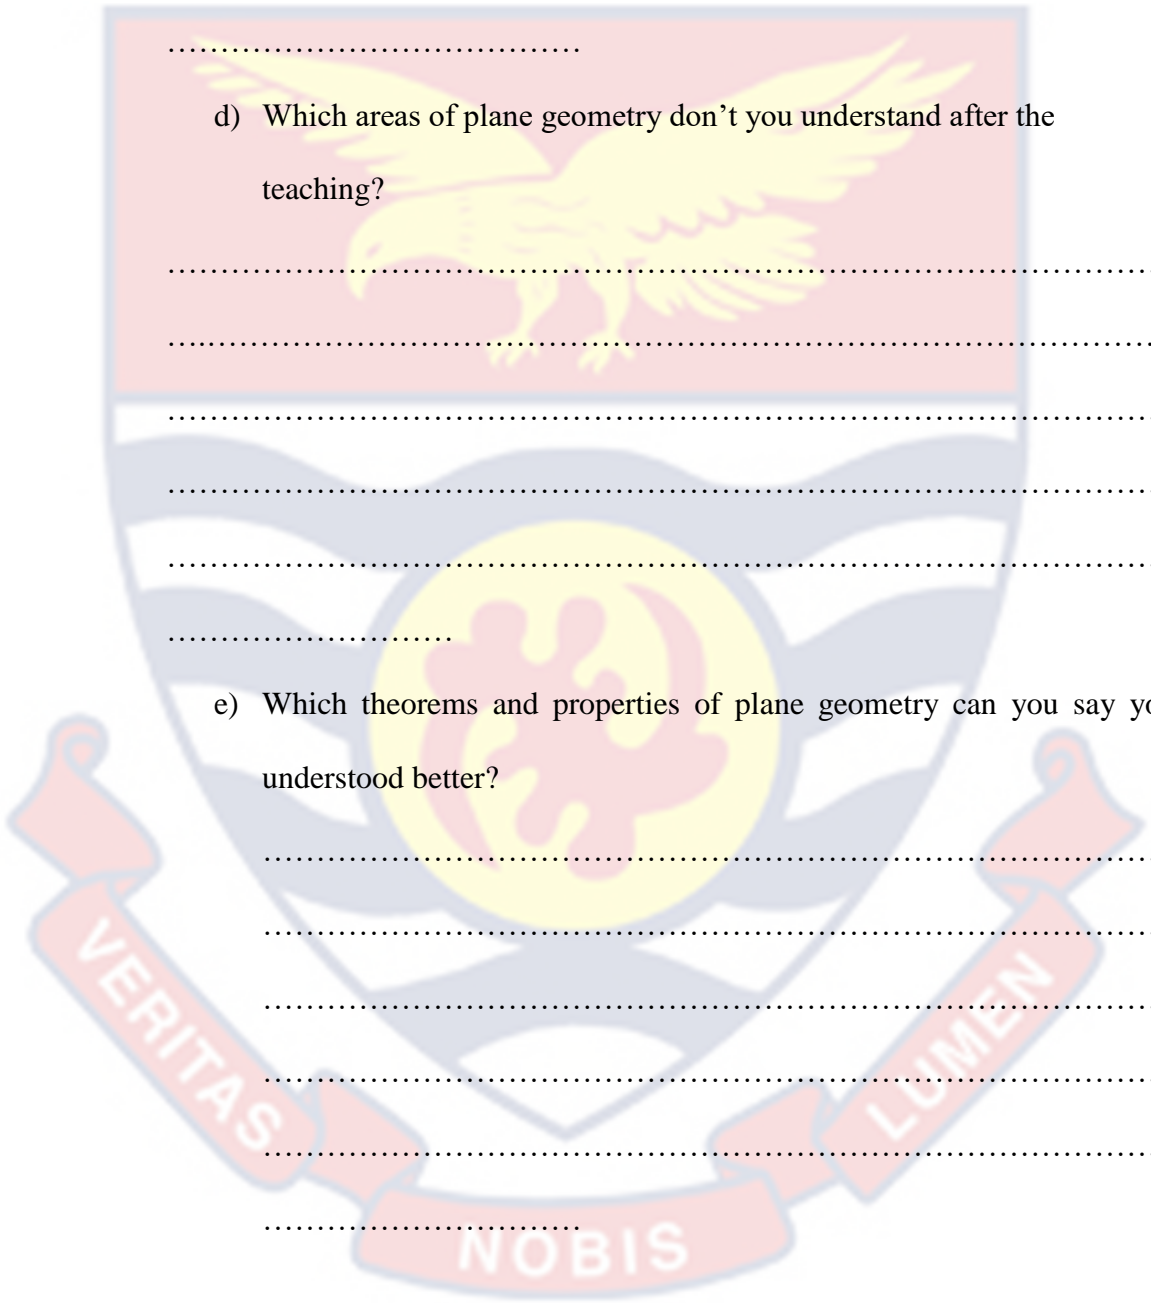 ……………………………………
d) Which areas of plane geometry don’t you understand after the
teaching?
………………………………………………………………………………………
………………………………………………………………………………………
………………………………………………………………………………………
………………………………………………………………………………………
………………………………………………………………………………………
………………………
e) Which theorems and properties of plane geometry can you say yo
understood better?
………………………………………………………………………………
………………………………………………………………………………
………………………………………………………………………………
………………………………………………………………………………
………………………………………………………………………………
…………………………
VERITAS
NOBIS
LUMEN